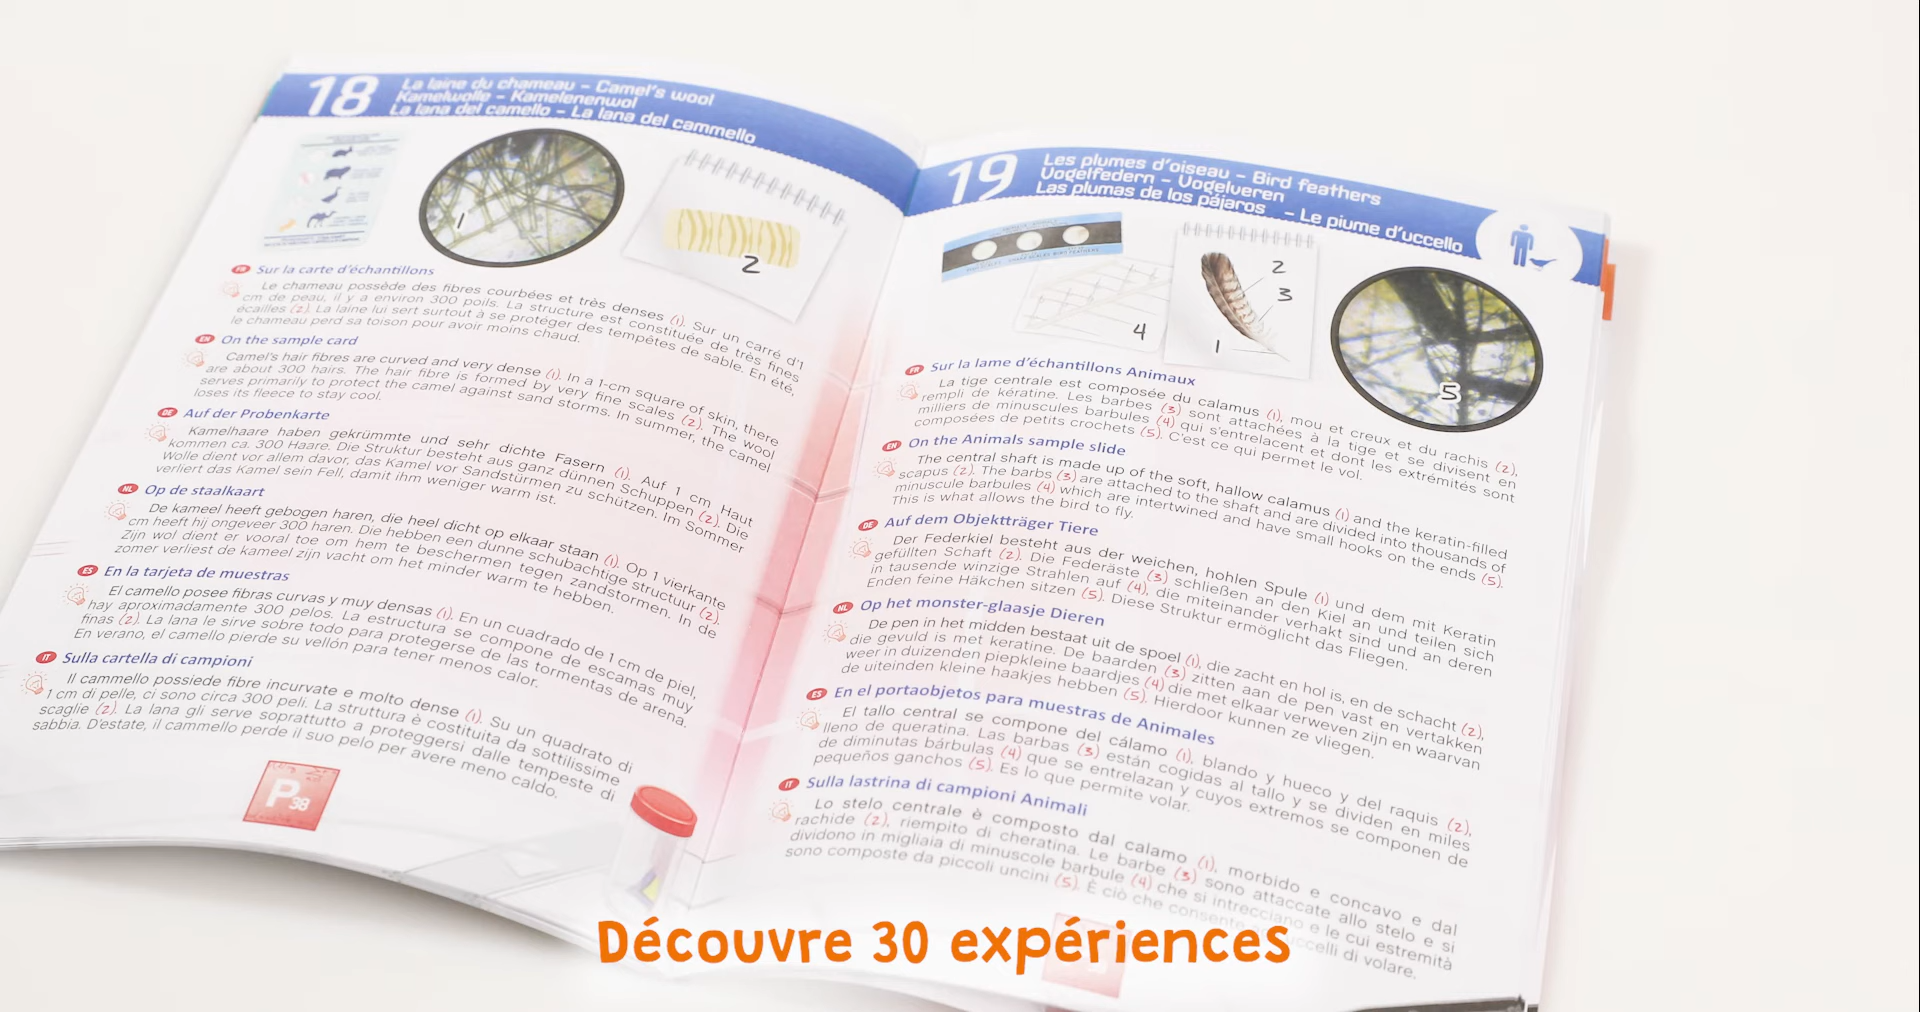 18
La laine du chameau - Camel's wool
Kamelwolle - Kamelenenwol
La lana del camello - La lana del cammello
1
2
FR Sur la carte d'échantillons
Le chameau possède des fibres courbées et très denses (1). Sur un carré d'1
cm de peau, il y a environ 300 poils. La structure est constituée de très fines
écailles (2). La laine lui sert surtout à se protéger des tempêtes de sable. En été,
le chameau perd sa toison pour avoir moins chaud.
EN On the sample card
Camel's hair fibres are curved and very dense (1). In a 1-cm square of skin, there
are about 300 hairs. The hair fibre is formed by very fine scales (2). The wool
serves primarily to protect the camel against sand storms. In summer, the camel
loses its fleece to stay cool.
DE Auf der Probenkarte
Kamelhaare haben gekrümmte und sehr dichte Fasern (1). Auf 1 cm Haut
kommen ca. 300 Haare. Die Struktur besteht aus ganz dünnen Schuppen (2). Die
Wolle dient vor allem davor, das Kamel vor Sandstürmen zu schützen. Im Sommer
verliert das Kamel sein Fell, damit ihm weniger warm ist.
NL Op de staalkaart
De kameel heeft gebogen haren, die heel dicht op elkaar staan (1). Op 1 vierkante
cm heeft hij ongeveer 300 haren. Die hebben een dunne schubachtige structuur (2).
Zijn wol dient er vooral toe om hem te beschermen tegen zandstormen. In de
zomer verliest de kameel zijn vacht om het minder warm te hebben.
ES En la tarjeta de muestras
El camello posee fibras curvas y muy densas (1). En un cuadrado de 1 cm de piel,
hay aproximadamente 300 pelos. La estructura se compone de escamas muy
finas (2). La lana le sirve sobre todo para protegerse de las tormentas de arena.
En verano, el camello pierde su vellón para tener menos calor.
IT Sulla cartella di campioni
Il cammello possiede fibre incurvate e molto dense (1). Su un quadrato di
1 cm di pelle, ci sono circa 300 peli. La struttura è costituita da sottilissime
scaglie (2). La lana gli serve soprattutto a proteggersi dalle tempeste di
sabbia. D'estate, il cammello perde il suo pelo per avere meno caldo.
P38
19
Les plumes d'oiseau - Bird feathers
Vogelfedern - Vogelveren
Las plumas de los pájaros - Le piume d'uccello
2
3
4
1
5
FR Sur la lame d'échantillons Animaux
La tige centrale est composée du calamus (1), mou et creux et du rachis (2),
rempli de kératine. Les barbes (3) sont attachées à la tige et se divisent en
milliers de minuscules barbules (4) qui s'entrelacent et dont les extrémités sont
composées de petits crochets (5). C'est ce qui permet le vol.
EN On the Animals sample slide
The central shaft is made up of the soft, hallow calamus (1) and the keratin-filled
scapus (2). The barbs (3) are attached to the shaft and are divided into thousands of
minuscule barbules (4) which are intertwined and have small hooks on the ends (5).
This is what allows the bird to fly.
DE Auf dem Objektträger Tiere
Der Federkiel besteht aus der weichen, hohlen Spule (1) und dem mit Keratin
gefüllten Schaft (2). Die Federäste (3) schließen an den Kiel an und teilen sich
in tausende winzige Strahlen auf (4), die miteinander verhakt sind und an deren
Enden feine Häkchen sitzen (5). Diese Struktur ermöglicht das Fliegen.
NL Op het monster-glaasje Dieren
De pen in het midden bestaat uit de spoel (1), die zacht en hol is, en de schacht (2),
die gevuld is met keratine. De baarden (3) zitten aan de pen vast en vertakken
weer in duizenden piepkleine baardjes (4) die met elkaar verweven zijn en waarvan
de uiteinden kleine haakjes hebben (5). Hierdoor kunnen ze vliegen.
ES En el portaobjetos para muestras de Animales
El tallo central se compone del cálamo (1), blando y hueco y del raquis (2),
lleno de queratina. Las barbas (3) están cogidas al tallo y se dividen en miles
de diminutas bárbulas (4) que se entrelazan y cuyos extremos se componen de
pequeños ganchos (5). Es lo que permite volar.
IT Sulla lastrina di campioni Animali
Lo stelo centrale è composto dal calamo (1), morbido e concavo e dal
rachide (2), riempito di cheratina. Le barbe (3) sono attaccate allo stelo e si
dividono in migliaia di minuscole barbule (4) che si intrecciano e le cui estremità
sono composte da piccoli uncini (5). È ciò che consente agli uccelli di volare.
Découvre 30 expériences